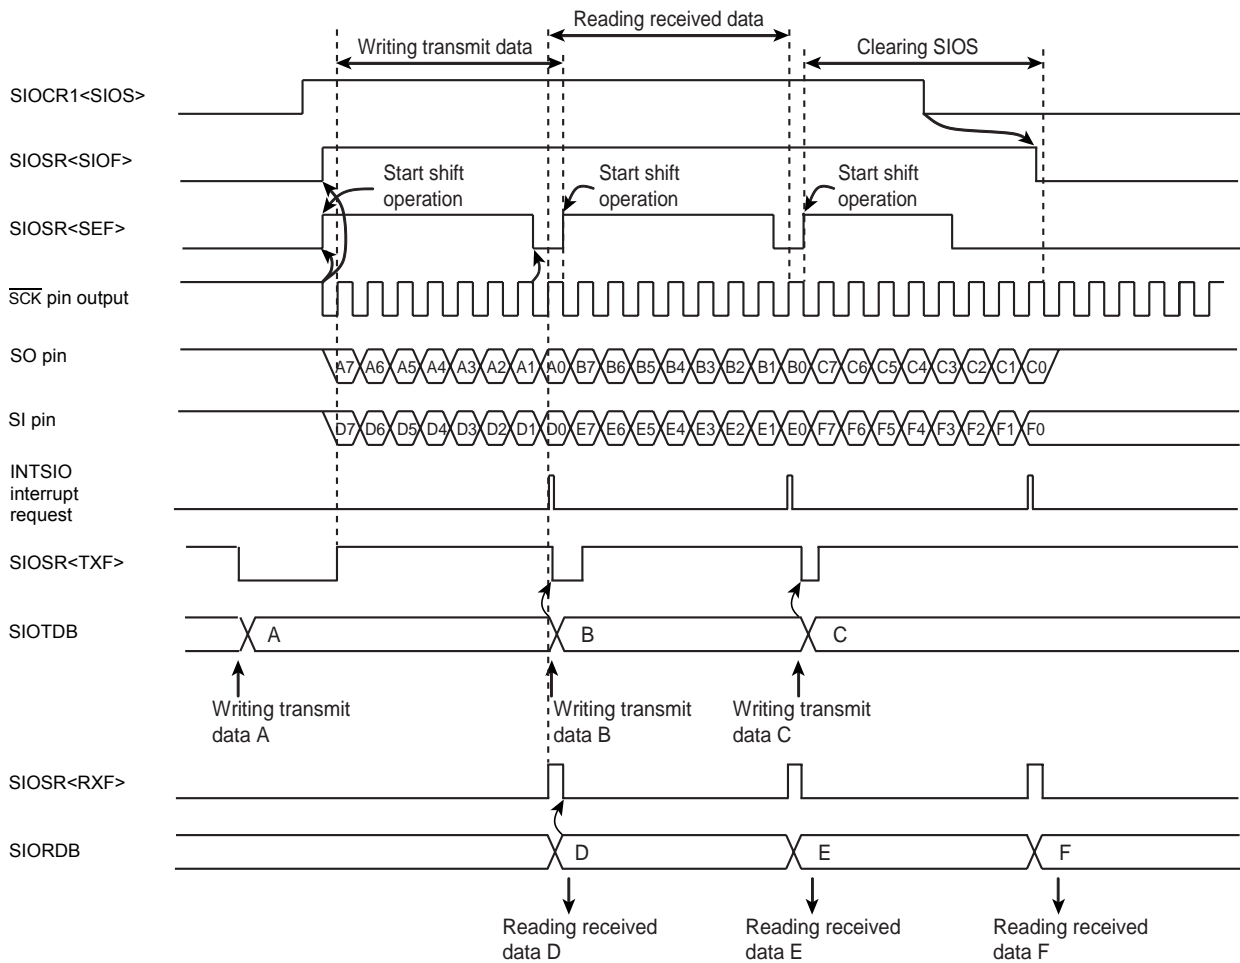 Reading received data
Writing transmit data
Clearing SIOS
SIOCR1<SIOS>
SIOSR<SIOF>
Start shift
operation
Start shift
operation
Start shift
operation
SIOSR<SEF>
SCK pin output
SO pin
A7 A6 A5 A4 A3 A2 A1 A0 B7 B6 B5 B4 B3 B2 B1 B0 C7 C6 C5 C4 C3 C2 C1 C0
SI pin
D7 D6 D5 D4 D3 D2 D1 D0 E7 E6 E5 E4 E3 E2 E1 E0 F7 F6 F5 F4 F3 F2 F1 F0
INTSIO
interrupt
request
SIOSR<TXF>
SIOTDB
A B C
Writing transmit
data A
Writing transmit
data B
Writing transmit
data C
SIOSR<RXF>
SIORDB
D E F
Reading received
data D
Reading received
data E
Reading received
data F